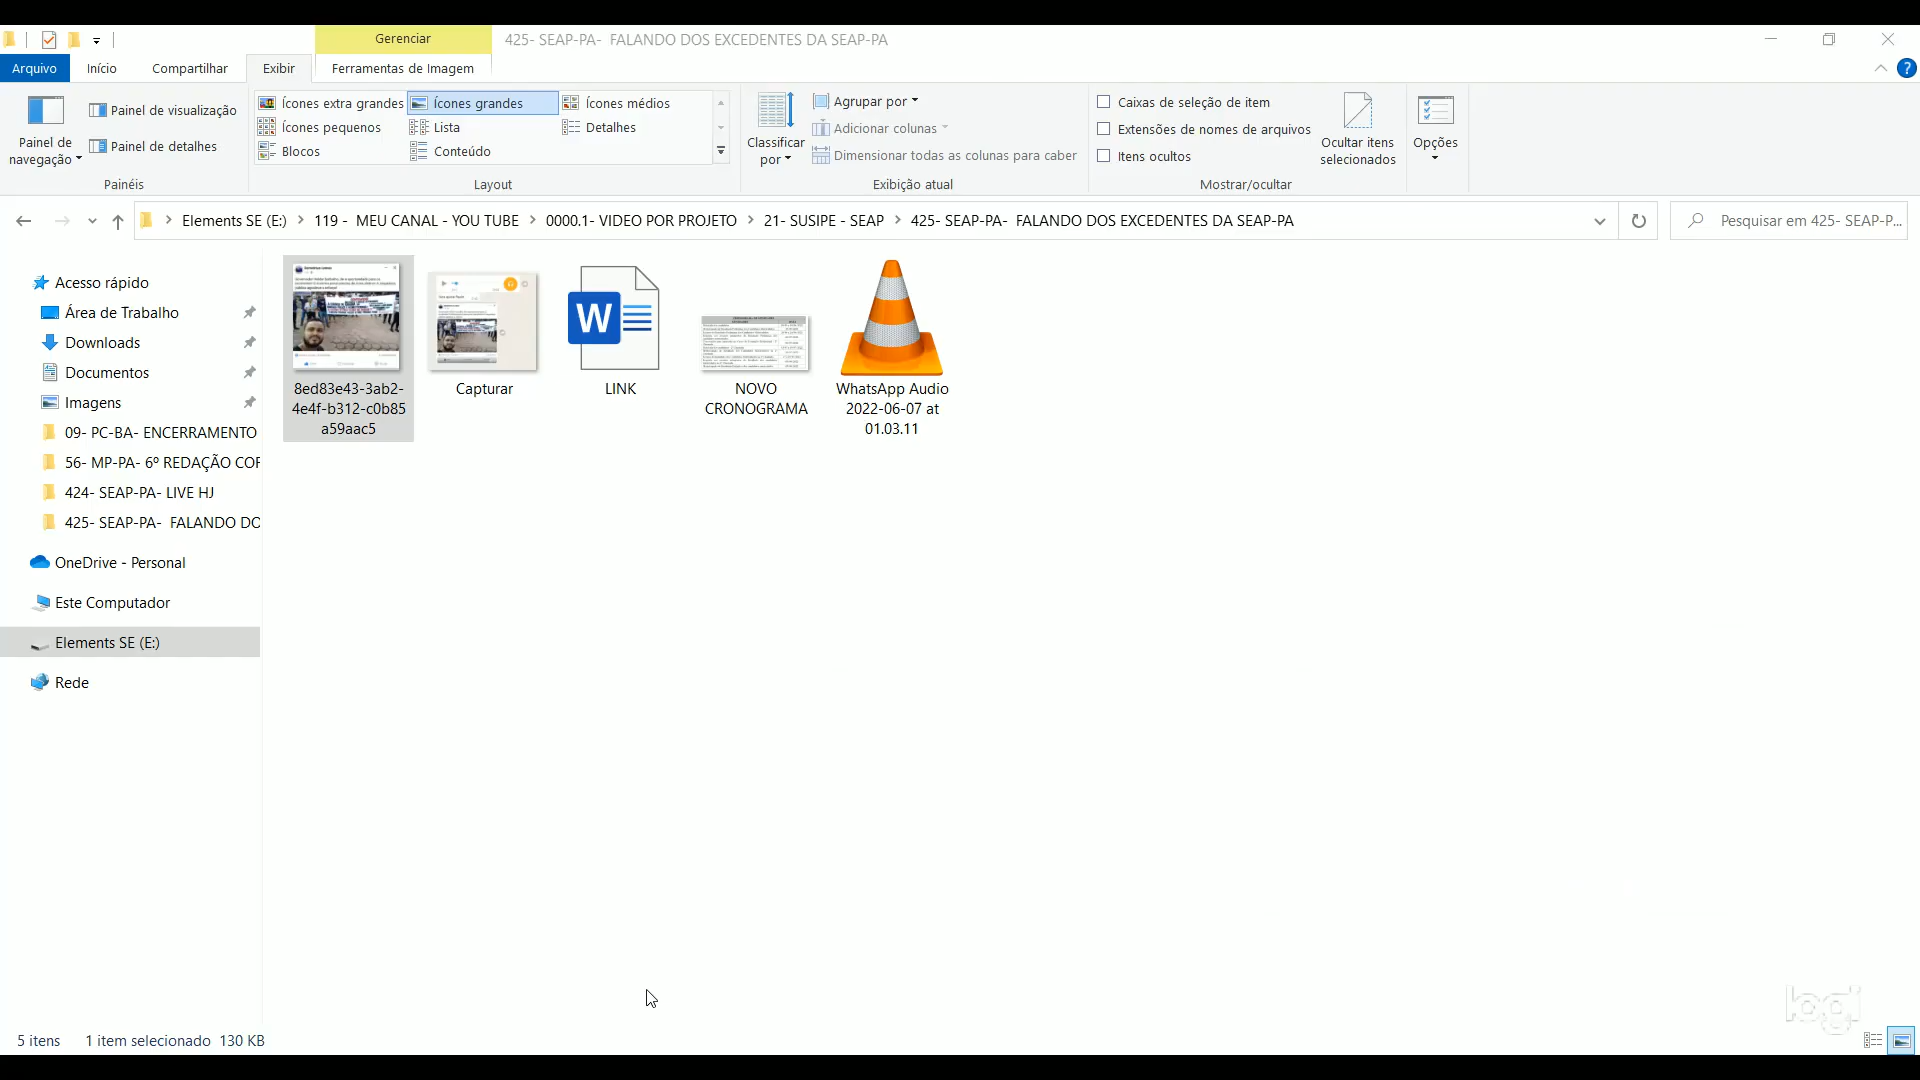 Gerenciar
425- SEAP-PA-  FALANDO DOS EXCEDENTES DA SEAP-PA
Arquivo
Início
Compartilhar
Exibir
Ferramentas de Imagem
Painel de navegação
Painel de visualização
Painel de detalhes
Painéis
Ícones extra grandes
Ícones grandes
Ícones médios
Ícones pequenos
Lista
Detalhes
Blocos
Conteúdo
Layout
Classificar por
Agrupar por
Adicionar colunas
Dimensionar todas as colunas para caber
Exibição atual
Caixas de seleção de item
Extensões de nomes de arquivos
Itens ocultos
Ocultar itens selecionados
Mostrar/ocultar
Opções
Elements SE (E:) > 119 -  MEU CANAL - YOU TUBE > 0000.1- VIDEO POR PROJETO > 21- SUSIPE - SEAP > 425- SEAP-PA-  FALANDO DOS EXCEDENTES DA SEAP-PA
Pesquisar em 425- SEAP-P...
Acesso rápido
Área de Trabalho
Downloads
Documentos
Imagens
09- PC-BA- ENCERRAMENTO
56- MP-PA- 6º REDAÇÃO COR
424- SEAP-PA- LIVE HJ
425- SEAP-PA-  FALANDO DO
OneDrive - Personal
Este Computador
Elements SE (E:)
Rede
8ed83e43-3ab2-
4e4f-b312-c0b85
a59aac5
Capturar
W
LINK
NOVO
CRONOGRAMA
WhatsApp Audio
2022-06-07 at
01.03.11
logi
5 itens
1 item selecionado  130 KB